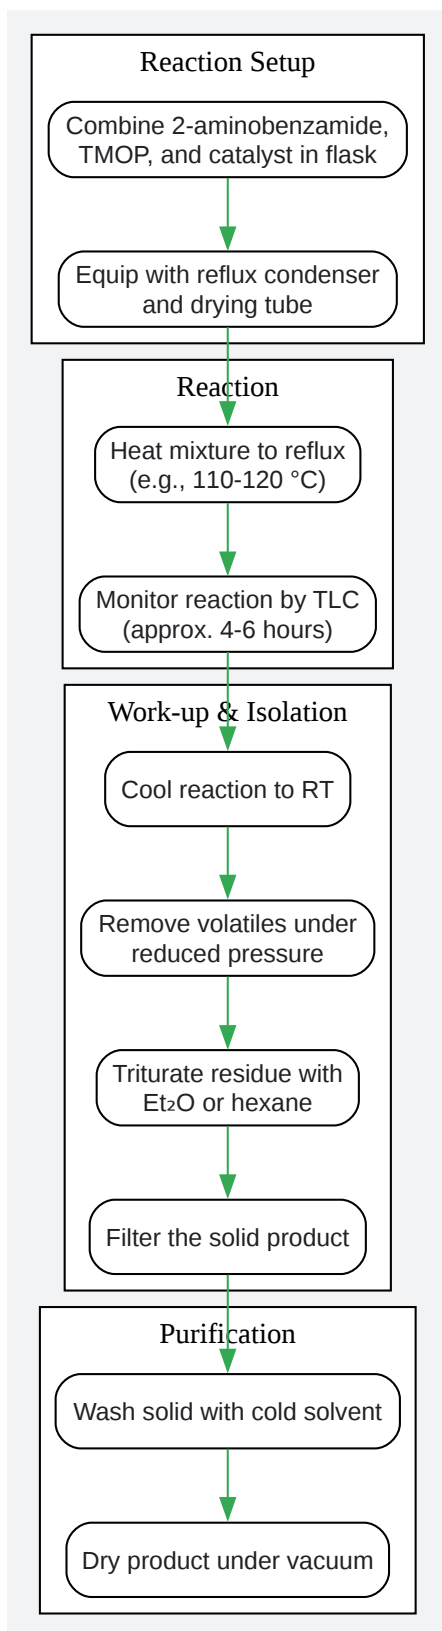 Reaction Setup
Combine 2-aminobenzamide,
TMOP, and catalyst in flask
Equip with reflux condenser
and drying tube
Reaction
Heat mixture to reflux
(e.g., 110-120 °C)
Monitor reaction by TLC
(approx. 4-6 hours)
Work-up & Isolation
Cool reaction to RT
Remove volatiles under
reduced pressure
Triturate residue with
Et₂O or hexane
Filter the solid product
Purification
Wash solid with cold solvent
Dry product under vacuum